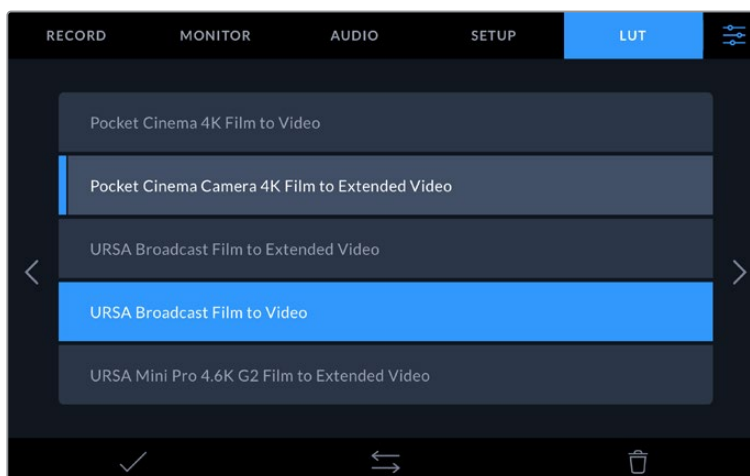 RECORD MONITOR AUDIO SETUP LUT
Pocket Cinema 4K Film to Video
Pocket Cinema Camera 4K Film to Extended Video
URSA Broadcast Film to Extended Video
URSA Broadcast Film to Video
URSA Mini Pro 4.6K G2 Film to Extended Video